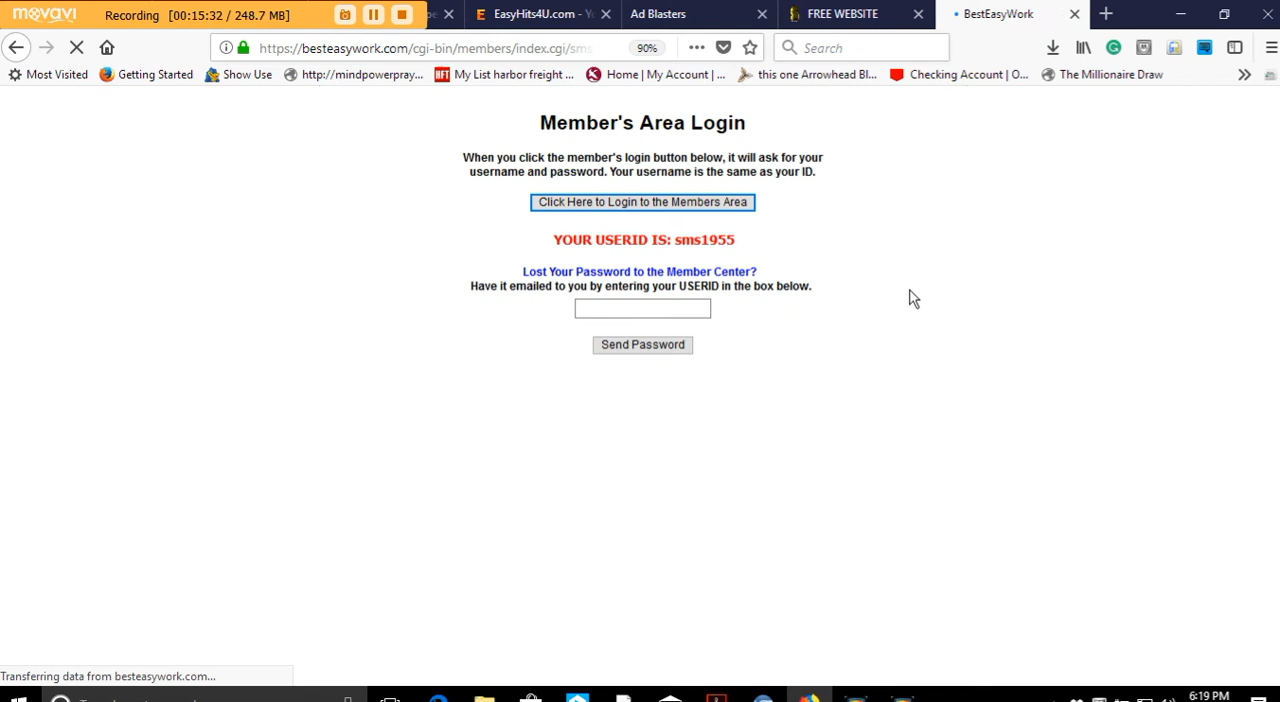 movavi Recording [00:15:32 / 248.7 MB]
EasyHits4U.com - Yo
Ad Blasters
FREE WEBSITE
BestEasyWork
https://besteasywork.com/cgi-bin/members/index.cgi/sms
90%
Search
Most Visited Getting Started Show Use http://mindpowerpray... My List harbor freight ... Home | My Account | ... this one Arrowhead Bl... Checking Account | O... The Millionaire Draw
Member's Area Login
When you click the member's login button below, it will ask for your
username and password. Your username is the same as your ID.
Click Here to Login to the Members Area
YOUR USERID IS: sms1955
Lost Your Password to the Member Center?
Have it emailed to you by entering your USERID in the box below.
Send Password
Transferring data from besteasywork.com...
6:19 PM